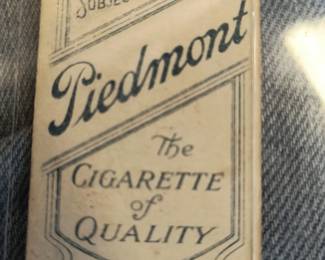 Piedmont
The
CIGARETTE
of
QUALITY